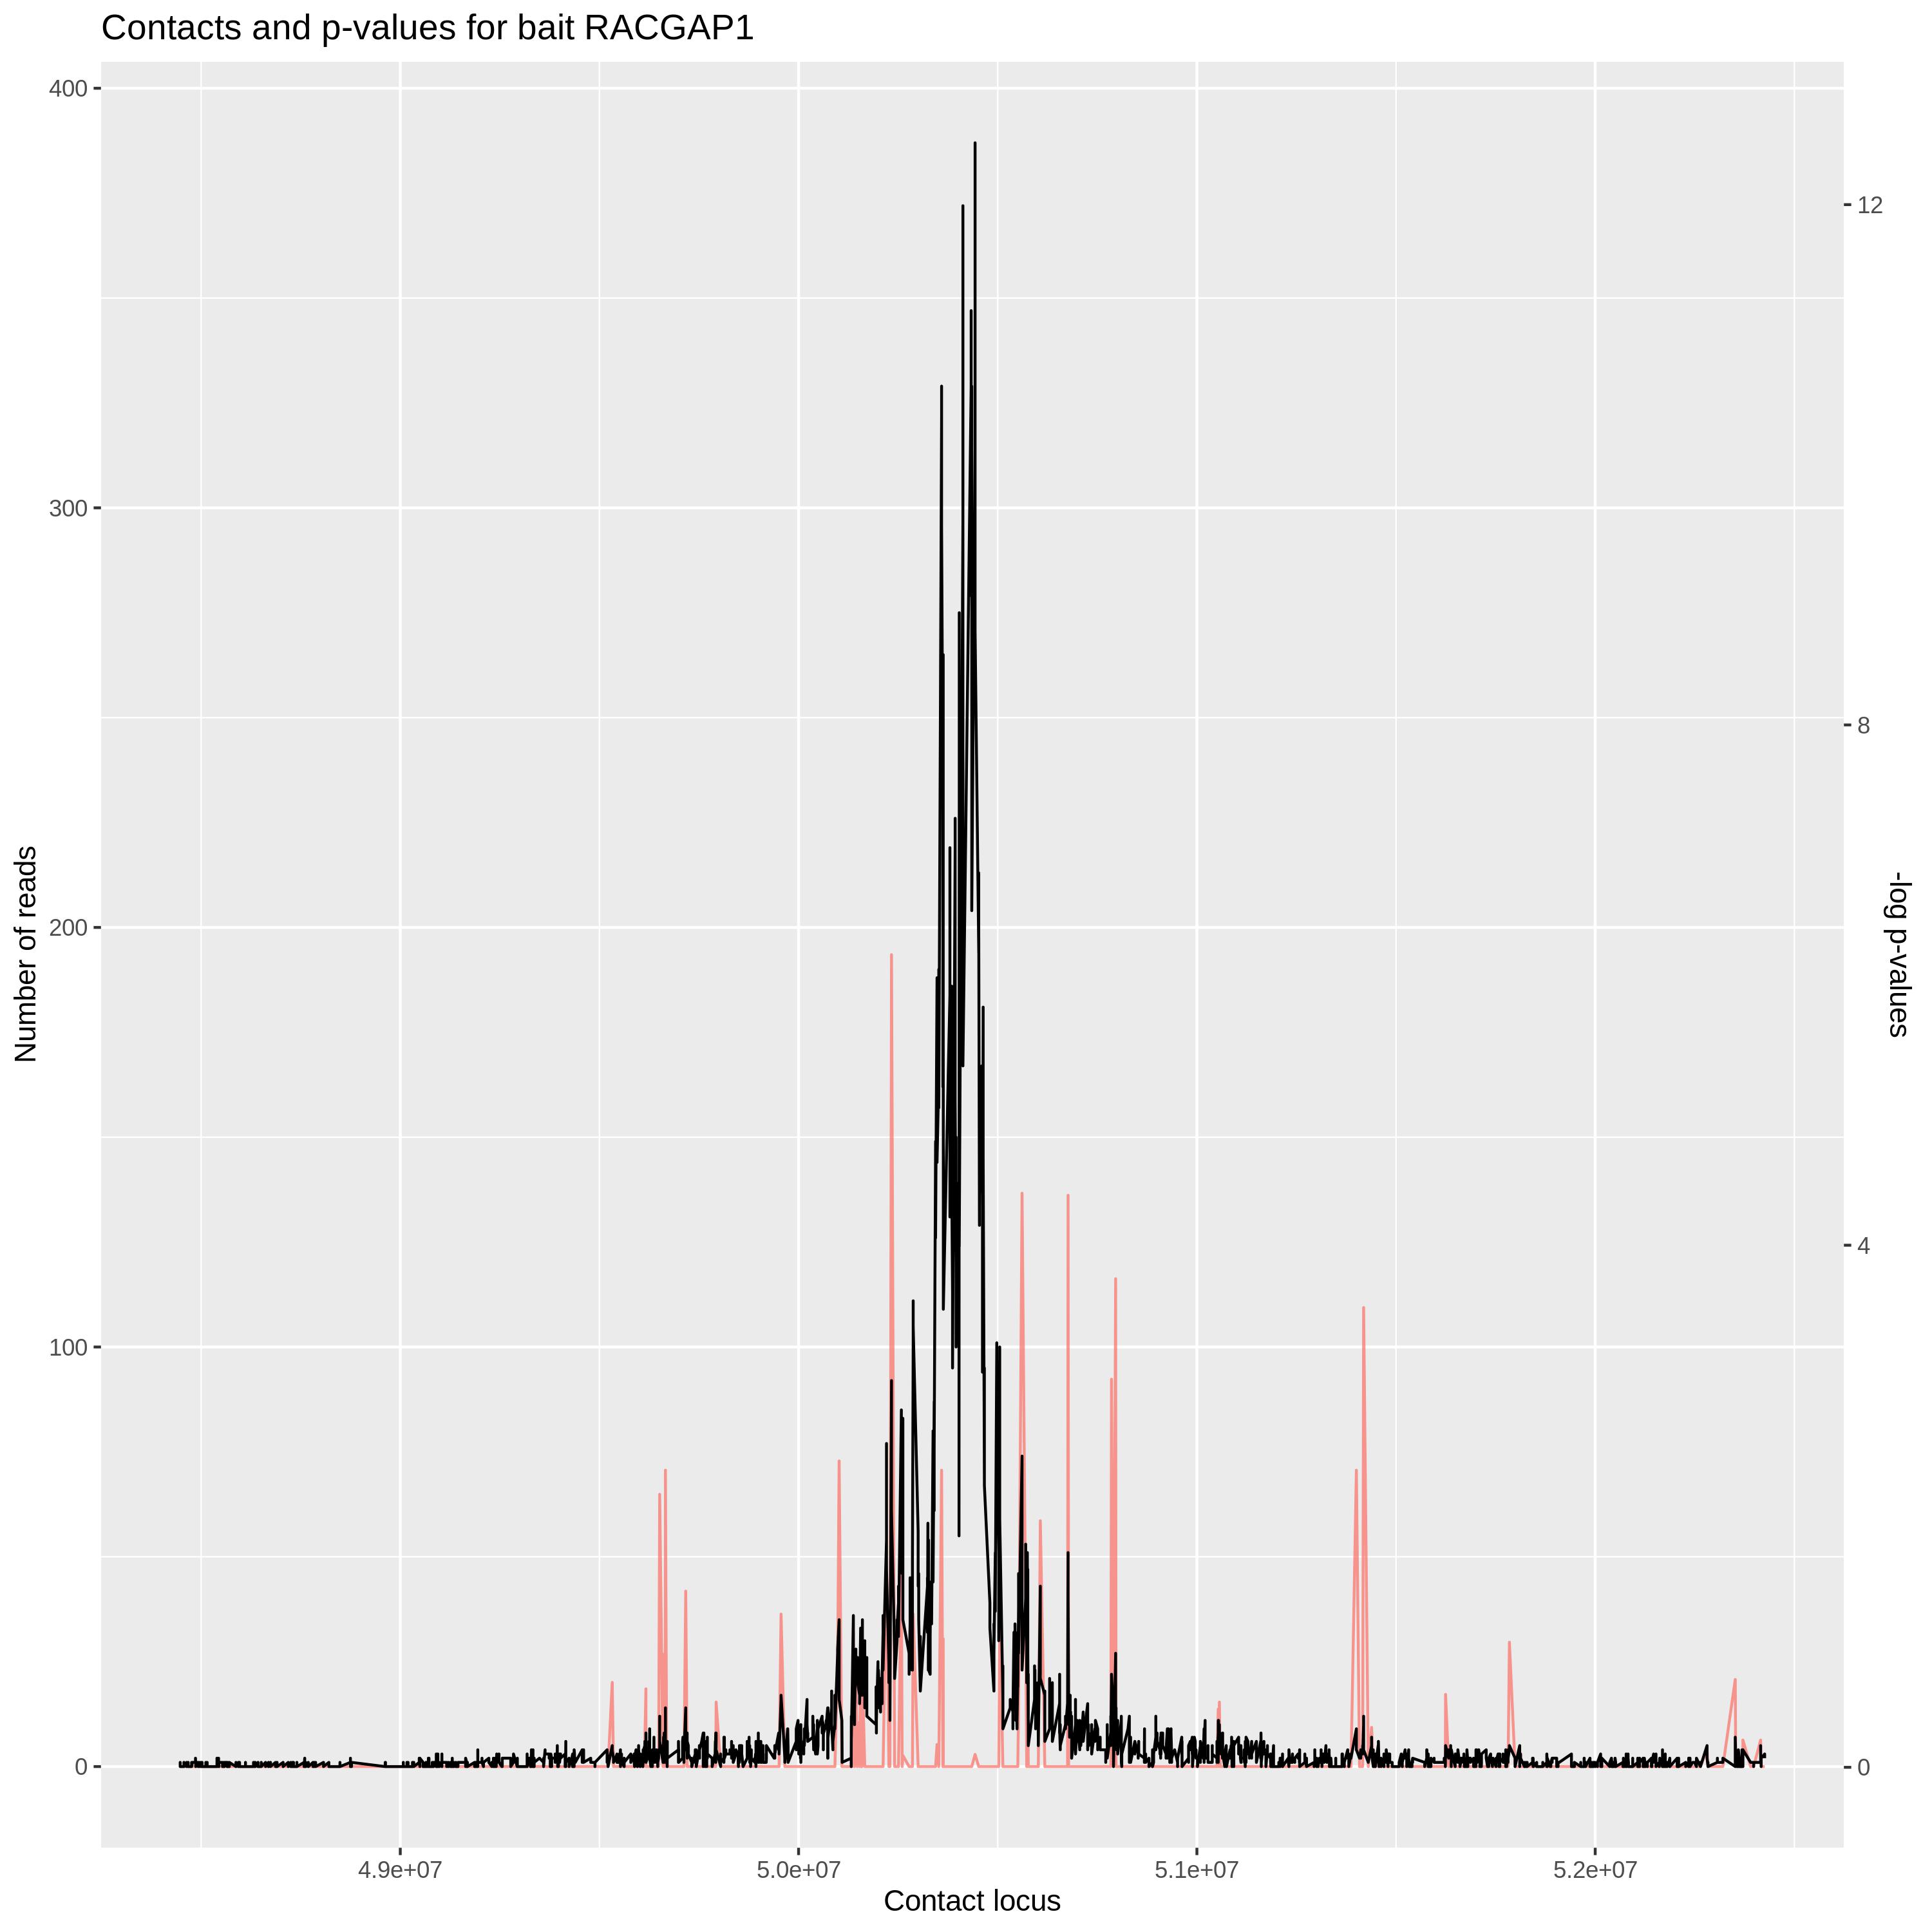 Contacts and p-values for bait RACGAP1
400
300
200
100
0
Number of reads
12
8
4
0
-log p-values
4.9e+07 5.0e+07 5.1e+07 5.2e+07
Contact locus